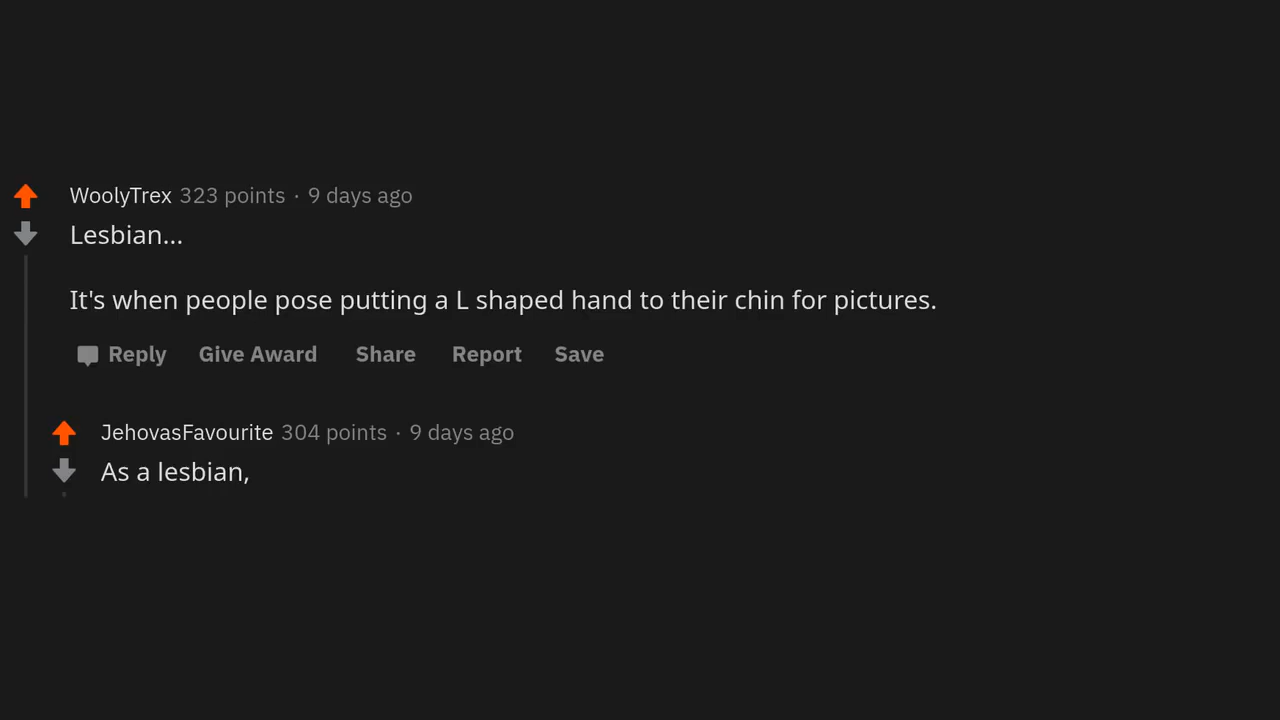 WoolyTrex 323 points · 9 days ago
Lesbian...
It's when people pose putting a L shaped hand to their chin for pictures.
Reply Give Award Share Report Save
JehovasFavourite 304 points · 9 days ago
As a lesbian,